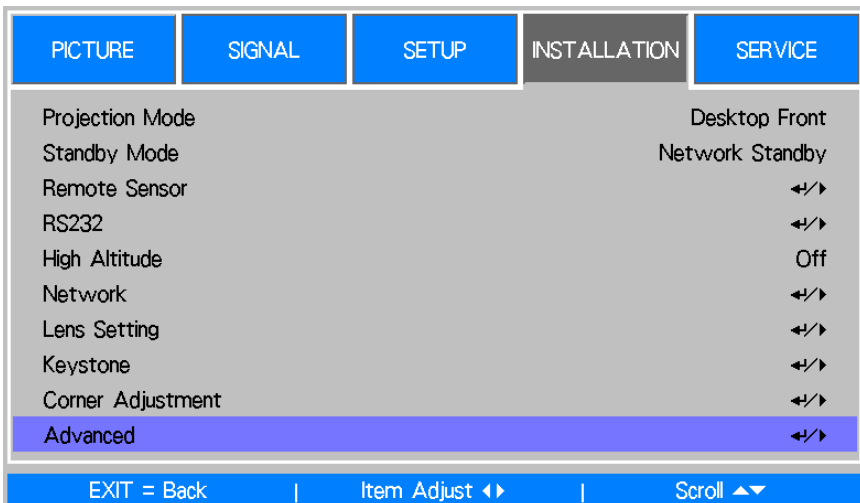 PICTURE SIGNAL SETUP INSTALLATION SERVICE
Projection Mode Desktop Front
Standby Mode Network Standby
Remote Sensor ↵/▶
RS232 ↵/▶
High Altitude Off
Network ↵/▶
Lens Setting ↵/▶
Keystone ↵/▶
Corner Adjustment ↵/▶
Advanced ↵/▶
EXIT = Back | Item Adjust ◀▶ | Scroll ▲▼